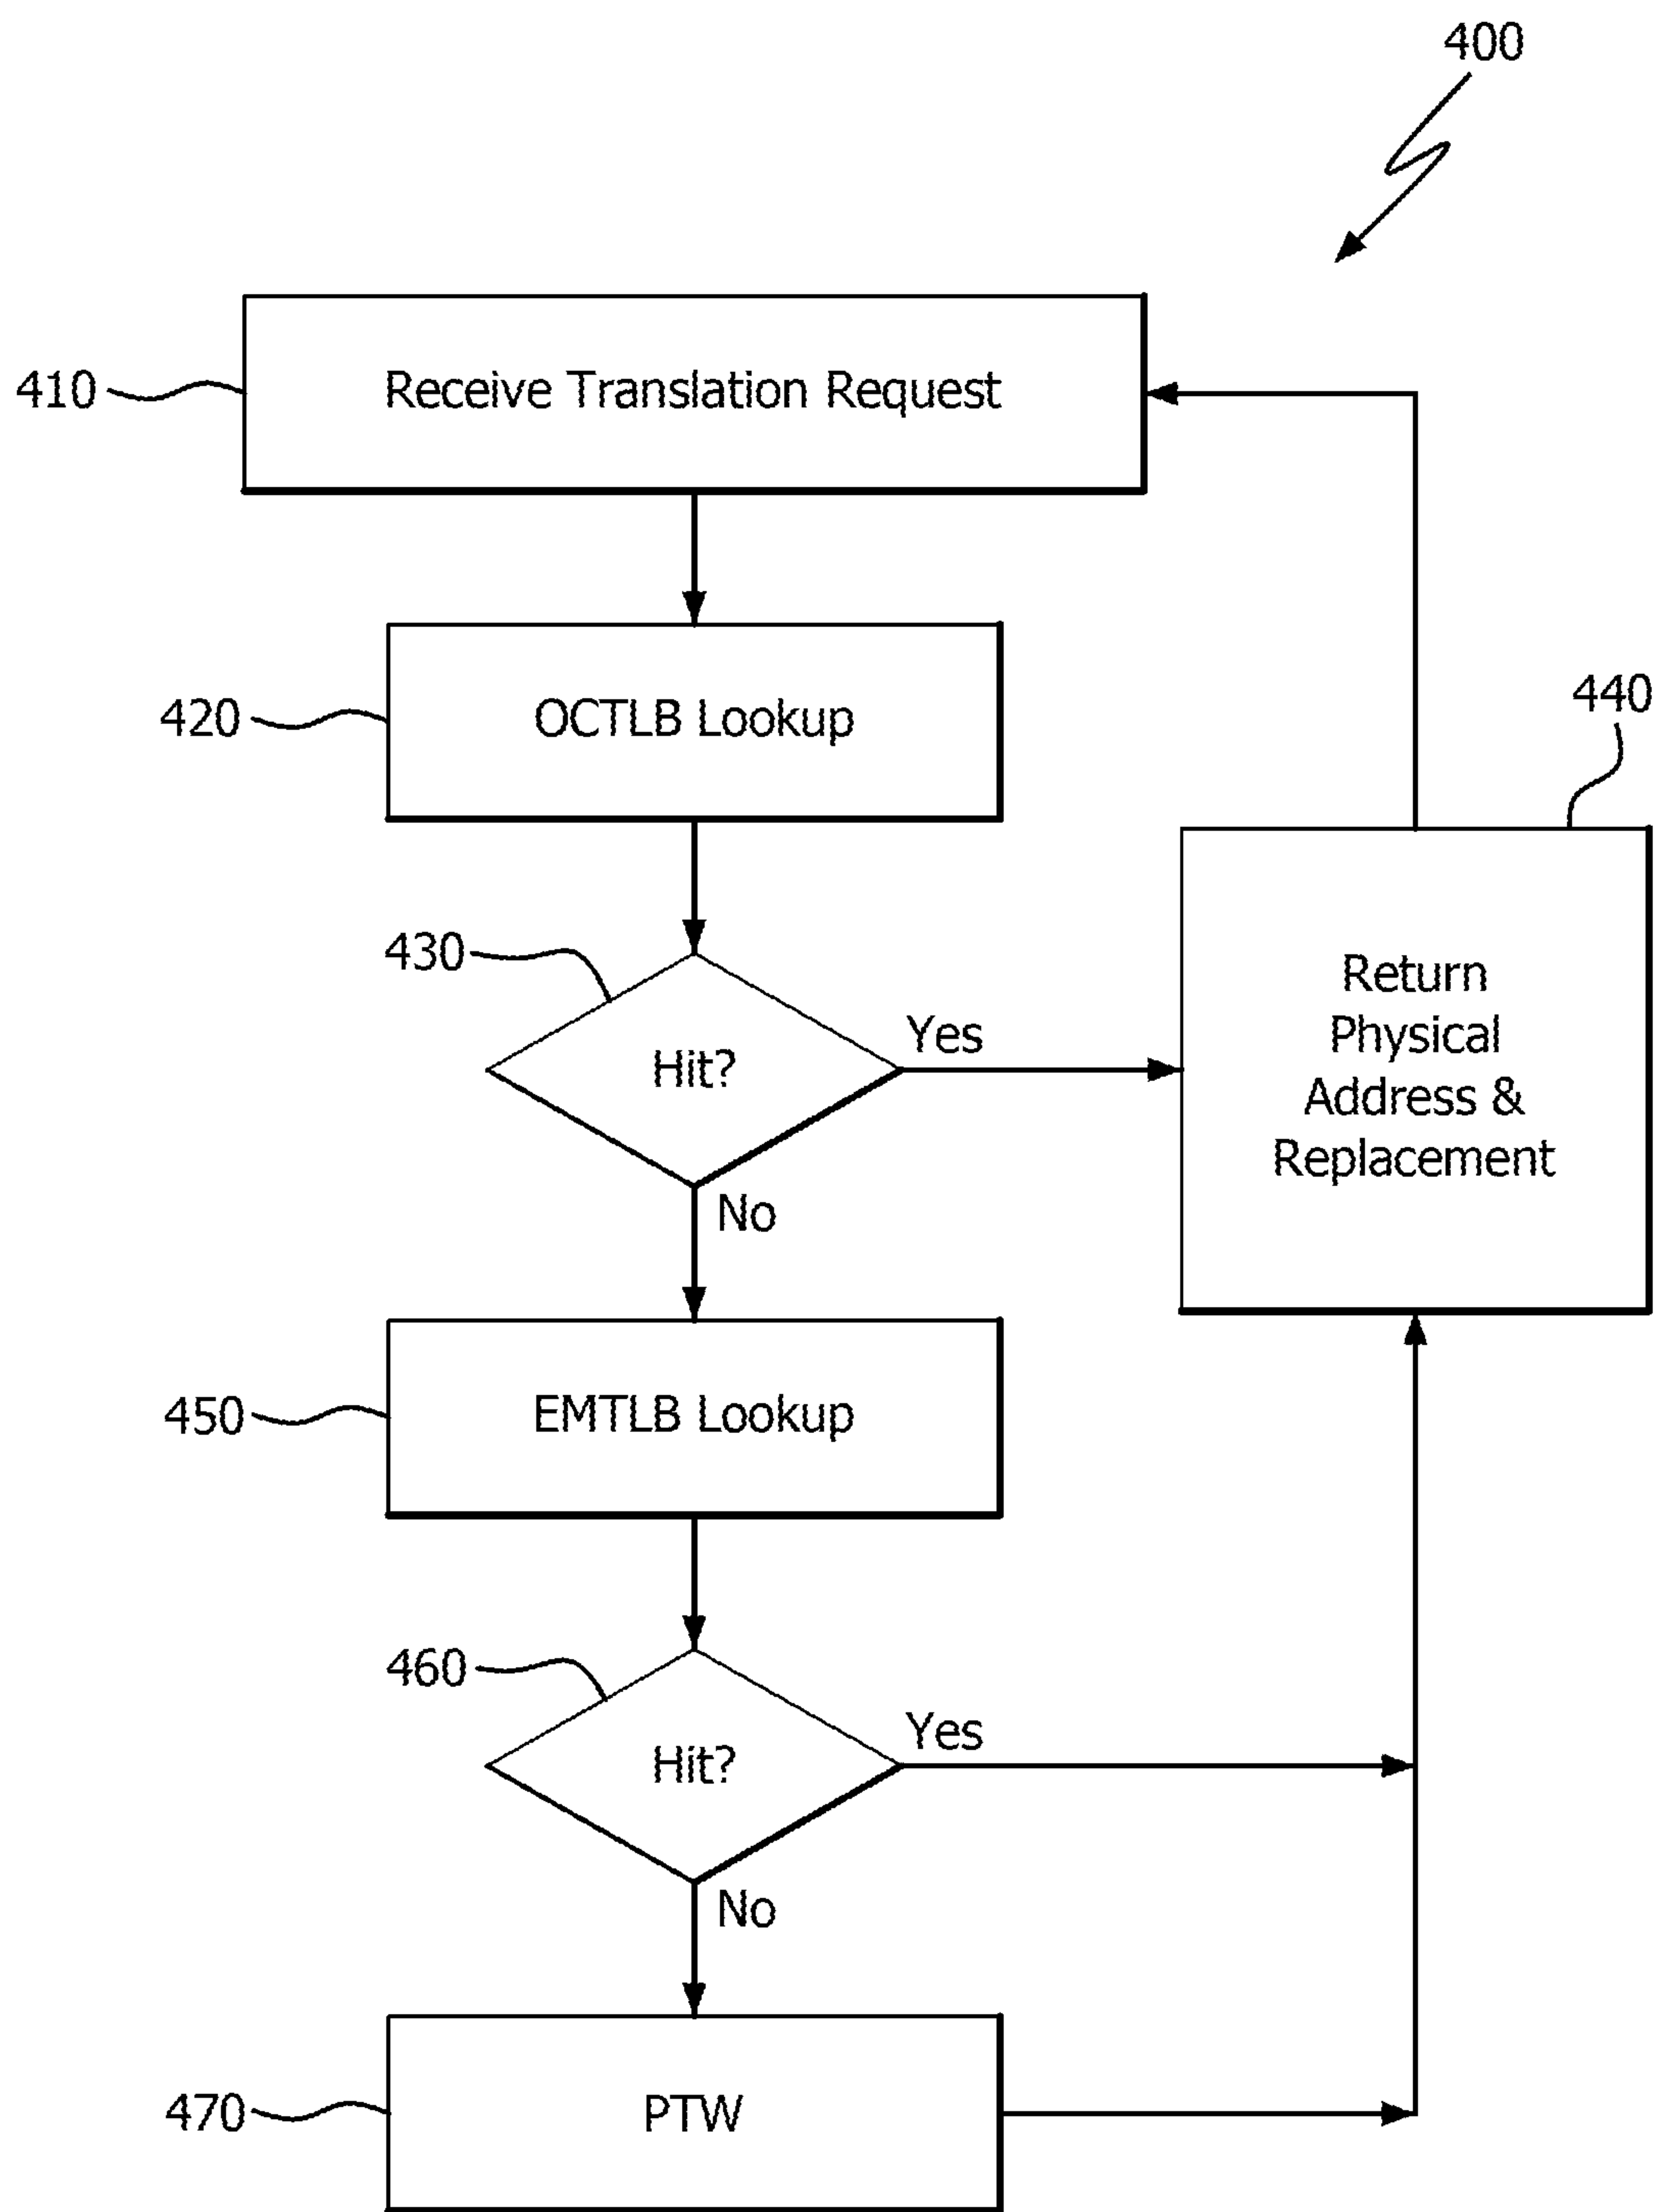 400
410
Receive Translation Request
420
OCTLB Lookup
440
430
Hit?
Yes
No
Return
Physical
Address &
Replacement
450
EMTLB Lookup
460
Hit?
Yes
No
470
PTW